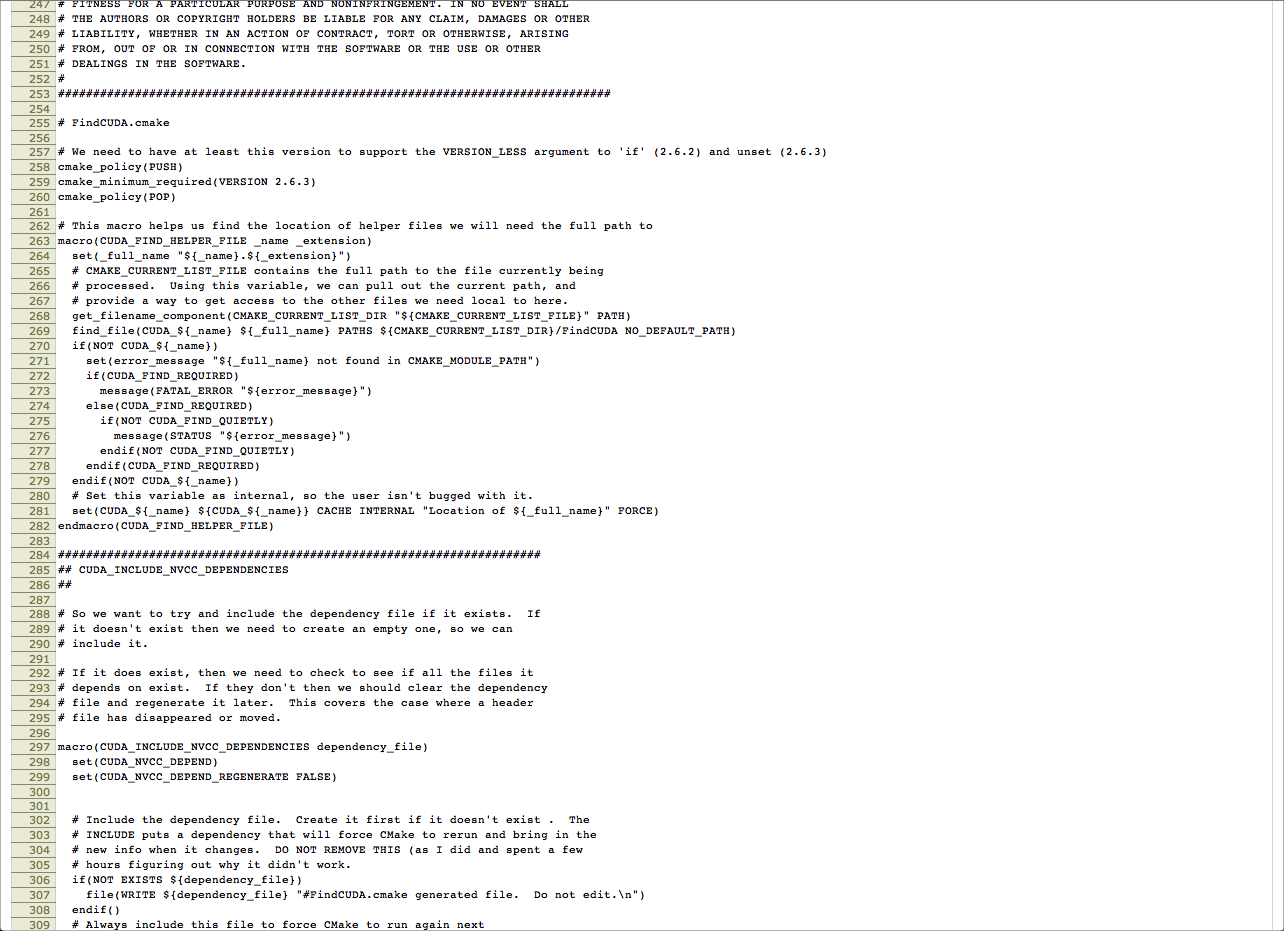 247 # FITNESS FOR A PARTICULAR PURPOSE AND NONINFRINGEMENT. IN NO EVENT SHALL
248 # THE AUTHORS OR COPYRIGHT HOLDERS BE LIABLE FOR ANY CLAIM, DAMAGES OR OTHER
249 # LIABILITY, WHETHER IN AN ACTION OF CONTRACT, TORT OR OTHERWISE, ARISING
250 # FROM, OUT OF OR IN CONNECTION WITH THE SOFTWARE OR THE USE OR OTHER
251 # DEALINGS IN THE SOFTWARE.
252 #
253 ###############################################################################
254
255 # FindCUDA.cmake
256
257 # We need to have at least this version to support the VERSION_LESS argument to 'if' (2.6.2) and unset (2.6.3)
258 cmake_policy(PUSH)
259 cmake_minimum_required(VERSION 2.6.3)
260 cmake_policy(POP)
261
262 # This macro helps us find the location of helper files we will need the full path to
263 macro(CUDA_FIND_HELPER_FILE _name _extension)
264   set(_full_name "${_name}.${_extension}")
265   # CMAKE_CURRENT_LIST_FILE contains the full path to the file currently being
266   # processed.  Using this variable, we can pull out the current path, and
267   # provide a way to get access to the other files we need local to here.
268   get_filename_component(CMAKE_CURRENT_LIST_DIR "${CMAKE_CURRENT_LIST_FILE}" PATH)
269   find_file(CUDA_${_name} ${_full_name} PATHS ${CMAKE_CURRENT_LIST_DIR}/FindCUDA NO_DEFAULT_PATH)
270   if(NOT CUDA_${_name})
271     set(error_message "${_full_name} not found in CMAKE_MODULE_PATH")
272     if(CUDA_FIND_REQUIRED)
273       message(FATAL_ERROR "${error_message}")
274     else(CUDA_FIND_REQUIRED)
275       if(NOT CUDA_FIND_QUIETLY)
276         message(STATUS "${error_message}")
277       endif(NOT CUDA_FIND_QUIETLY)
278     endif(CUDA_FIND_REQUIRED)
279   endif(NOT CUDA_${_name})
280   # Set this variable as internal, so the user isn't bugged with it.
281   set(CUDA_${_name} ${CUDA_${_name}} CACHE INTERNAL "Location of ${_full_name}" FORCE)
282 endmacro(CUDA_FIND_HELPER_FILE)
283
284 #####################################################################
285 ## CUDA_INCLUDE_NVCC_DEPENDENCIES
286 ##
287
288 # So we want to try and include the dependency file if it exists.  If
289 # it doesn't exist then we need to create an empty one, so we can
290 # include it.
291
292 # If it does exist, then we need to check to see if all the files it
293 # depends on exist.  If they don't then we should clear the dependency
294 # file and regenerate it later.  This covers the case where a header
295 # file has disappeared or moved.
296
297 macro(CUDA_INCLUDE_NVCC_DEPENDENCIES dependency_file)
298   set(CUDA_NVCC_DEPEND)
299   set(CUDA_NVCC_DEPEND_REGENERATE FALSE)
300
301
302   # Include the dependency file.  Create it first if it doesn't exist .  The
303   # INCLUDE puts a dependency that will force CMake to rerun and bring in the
304   # new info when it changes.  DO NOT REMOVE THIS (as I did and spent a few
305   # hours figuring out why it didn't work.
306   if(NOT EXISTS ${dependency_file})
307     file(WRITE ${dependency_file} "#FindCUDA.cmake generated file.  Do not edit.\n")
308   endif()
309   # Always include this file to force CMake to run again next